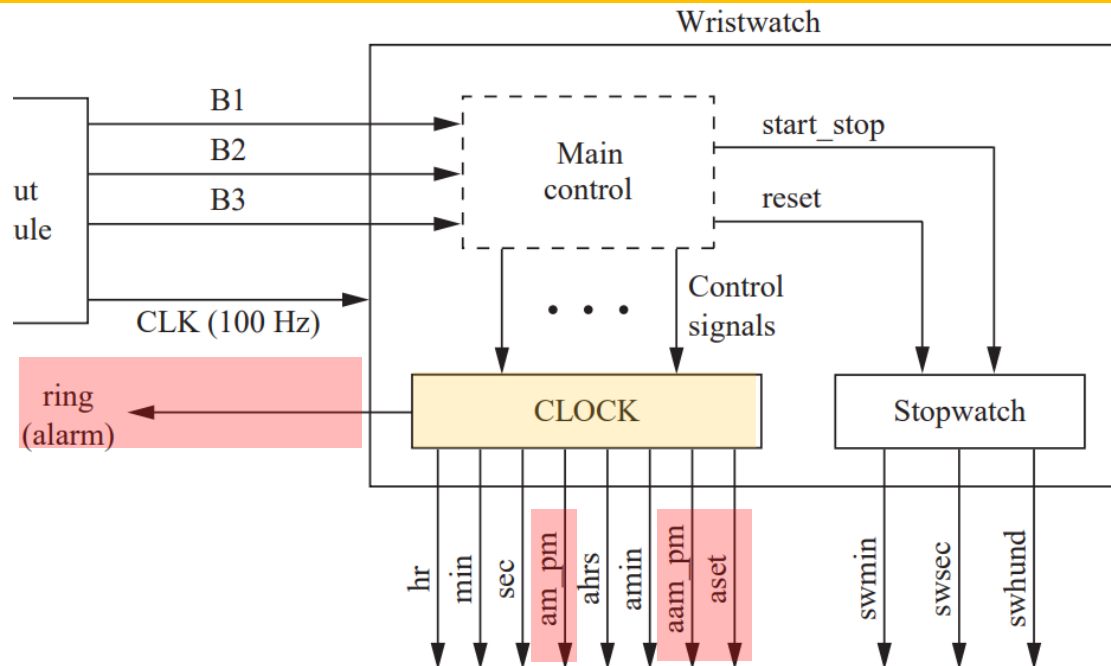 Wristwatch
B1
B2
B3
ut
ule
CLK (100 Hz)
Main
control
start_stop
reset
Control
signals
ring
(alarm)
CLOCK
Stopwatch
hr
min
sec
am_pm
ahrs
amin
aam_pm
aset
swmin
swsec
swhund